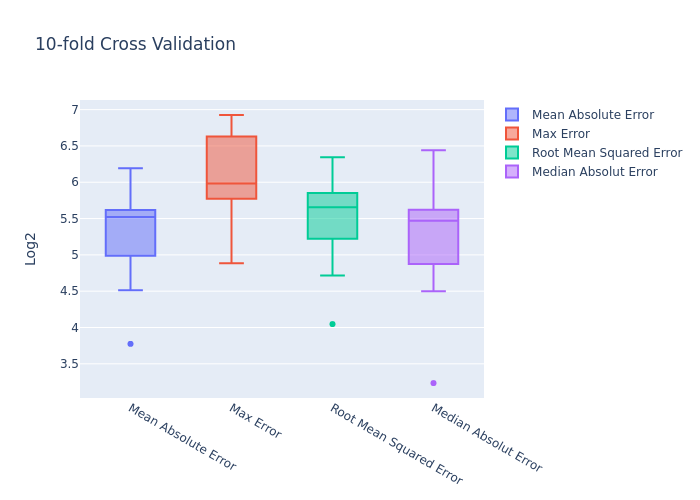 10-fold Cross Validation
7
6.5
6
5.5
5
4.5
4
3.5
Log2
Mean Absolute Error
Max Error
Root Mean Squared Error
Median Absolut Error
Mean Absolute Error
Max Error
Root Mean Squared Error
Median Absolut Error